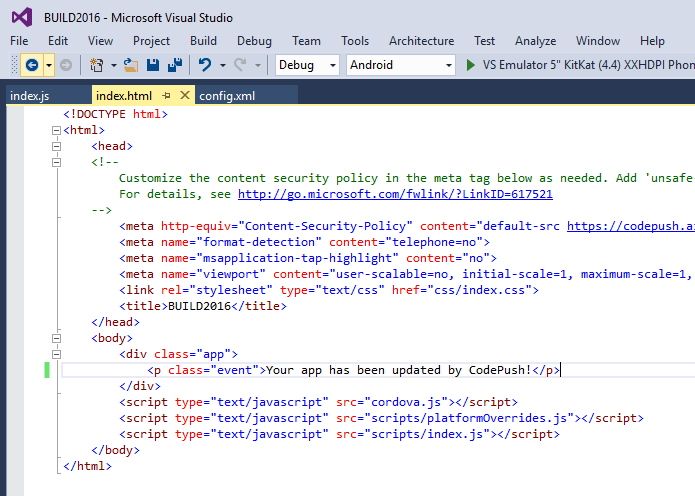 BUILD2016 - Microsoft Visual Studio
File Edit View Project Build Debug Team Tools Architecture Test Analyze Window Help
Debug Android VS Emulator 5" KitKat (4.4) XXHDPI Phon
index.js index.html config.xml
<!DOCTYPE html>
<html>
<head>
<!--
Customize the content security policy in the meta tag below as needed. Add 'unsafe-
For details, see http://go.microsoft.com/fwlink/?LinkID=617521
-->
<meta http-equiv="Content-Security-Policy" content="default-src https://codepush.a
<meta name="format-detection" content="telephone=no">
<meta name="msapplication-tap-highlight" content="no">
<meta name="viewport" content="user-scalable=no, initial-scale=1, maximum-scale=1,
<link rel="stylesheet" type="text/css" href="css/index.css">
<title>BUILD2016</title>
</head>
<body>
<div class="app">
<p class="event">Your app has been updated by CodePush!</p>
</div>
<script type="text/javascript" src="cordova.js"></script>
<script type="text/javascript" src="scripts/platformOverrides.js"></script>
<script type="text/javascript" src="scripts/index.js"></script>
</body>
</html>